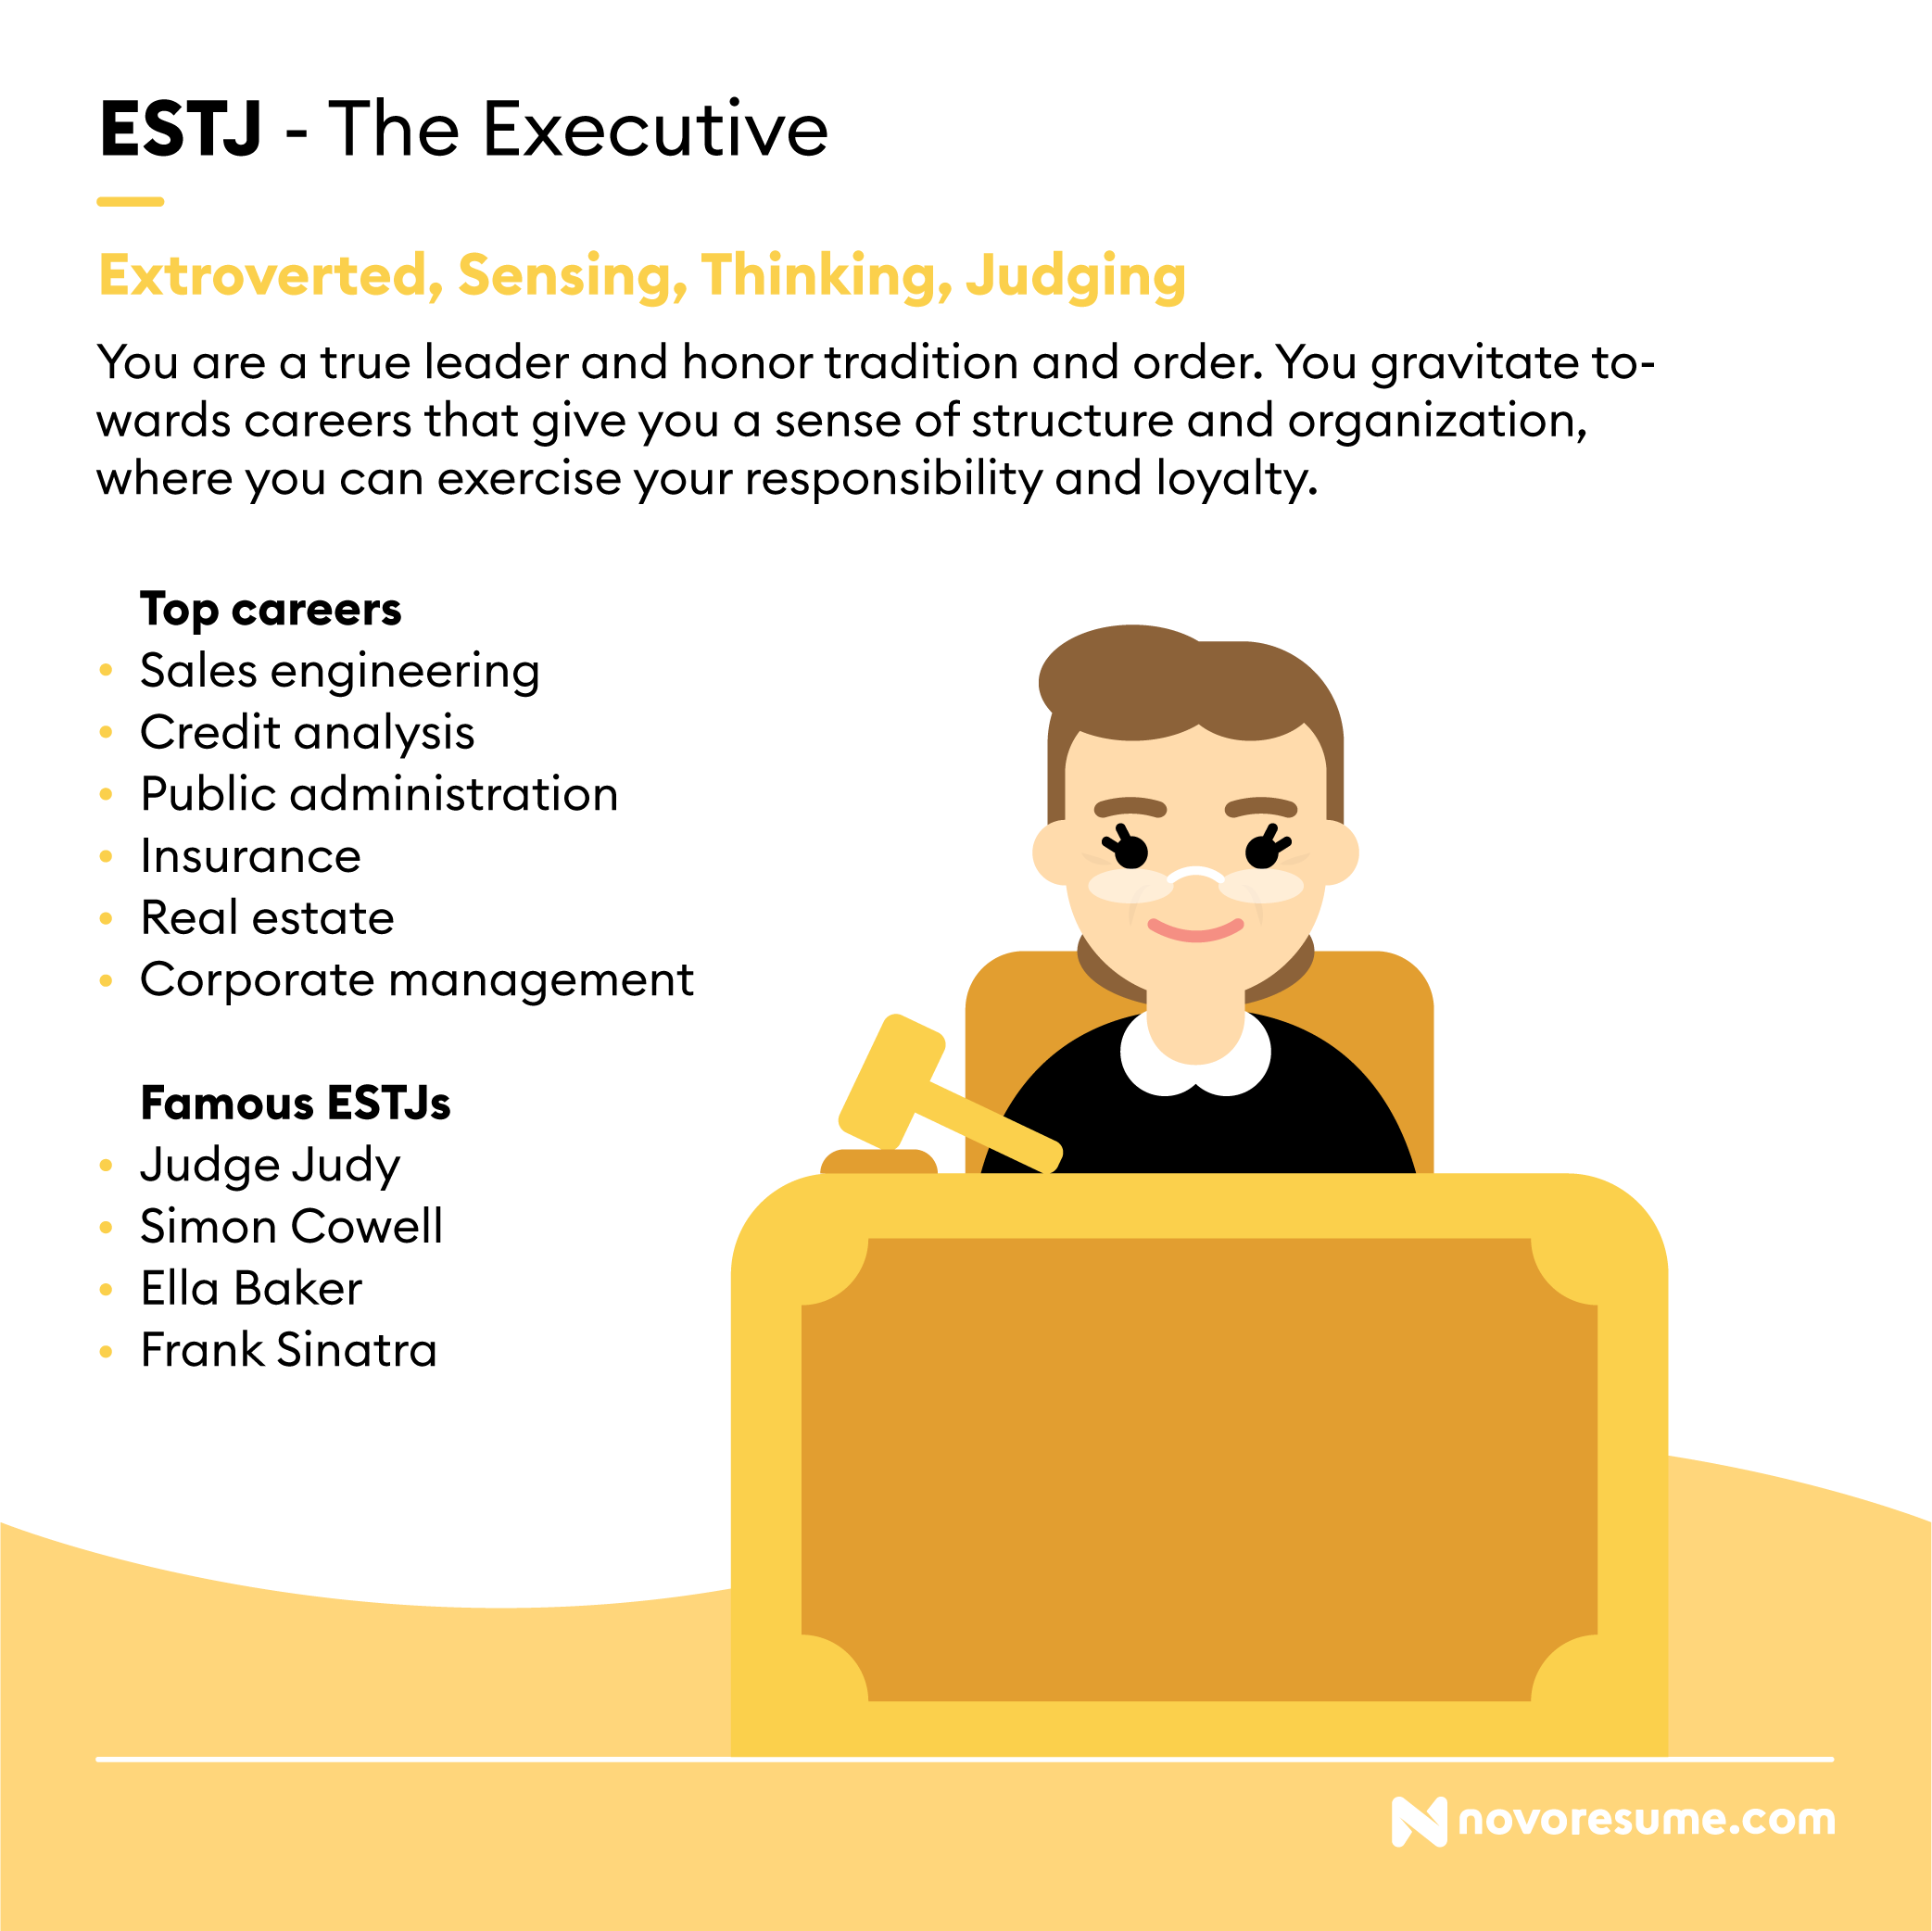 ESTJ - The Executive
Extroverted, Sensing, Thinking, Judging
You are a true leader and honor tradition and order. You gravitate to-
wards careers that give you a sense of structure and organization,
where you can exercise your responsibility and loyalty.
Top careers
Sales engineering
Credit analysis
Public administration
Insurance
Real estate
Corporate management
Famous ESTJs
Judge Judy
Simon Cowell
Ella Baker
Frank Sinatra
novoresume.com